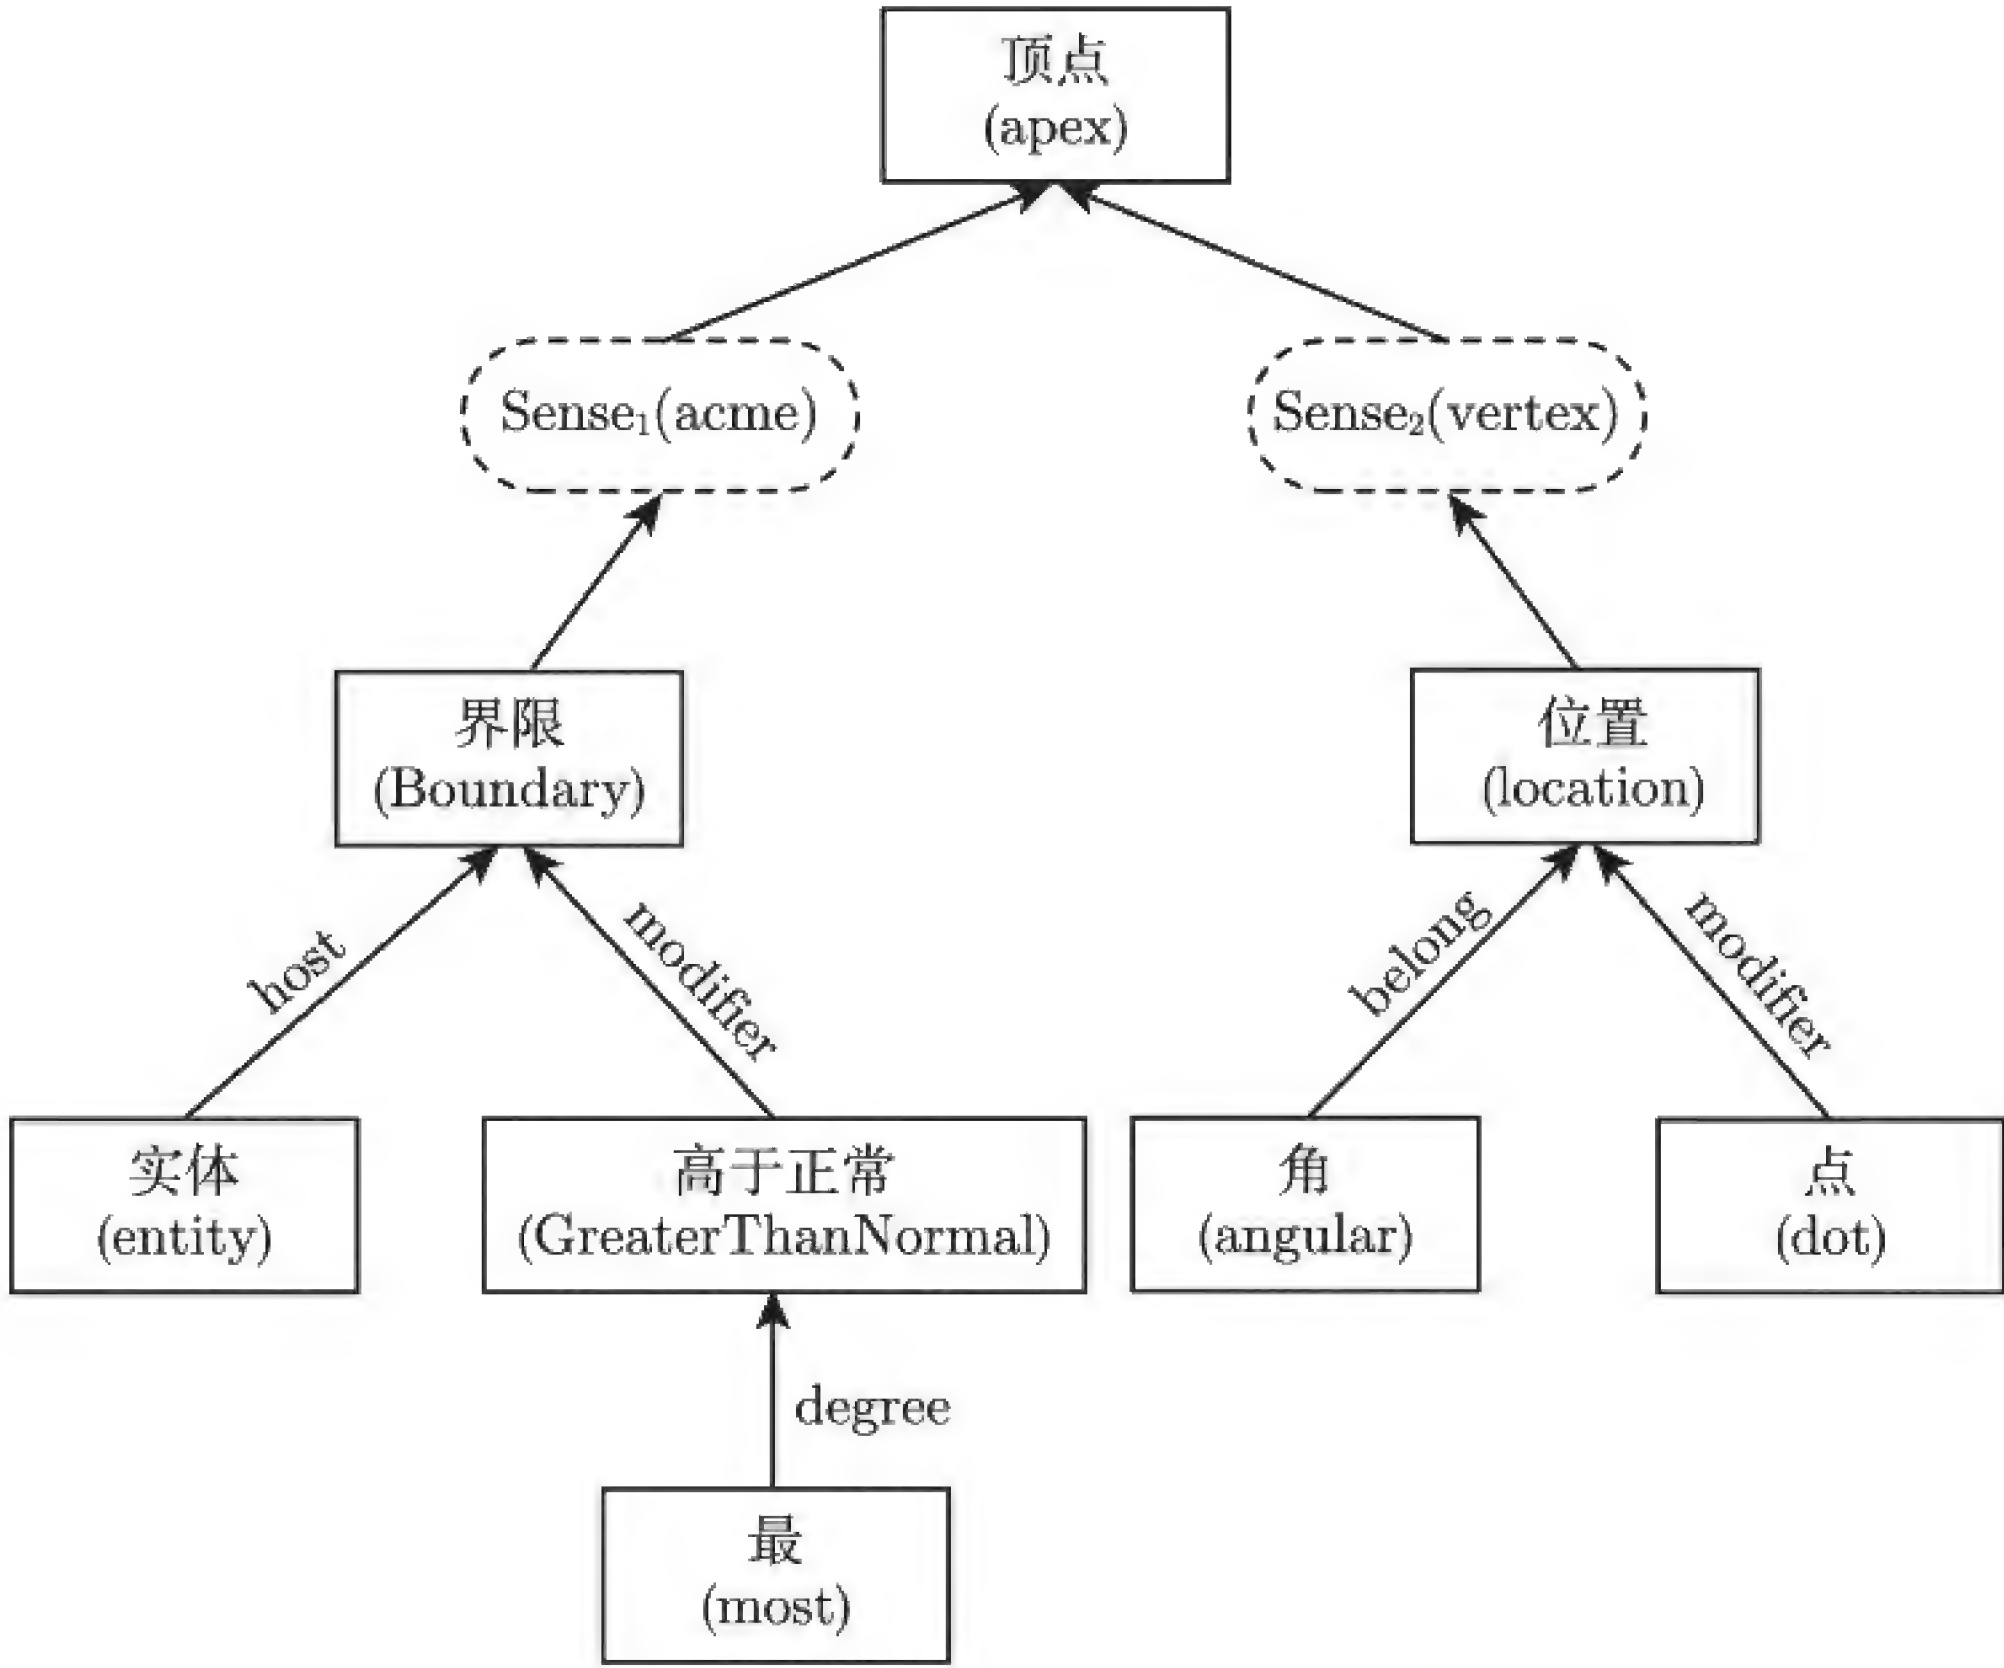 顶点
(apex)
Sense₁(acme)
Sense₂(vertex)
界限
(Boundary)
位置
(location)
host
modifier
belong
modifier
实体
(entity)
高于正常
(GreaterThanNormal)
角
(angular)
点
(dot)
degree
最
(most)